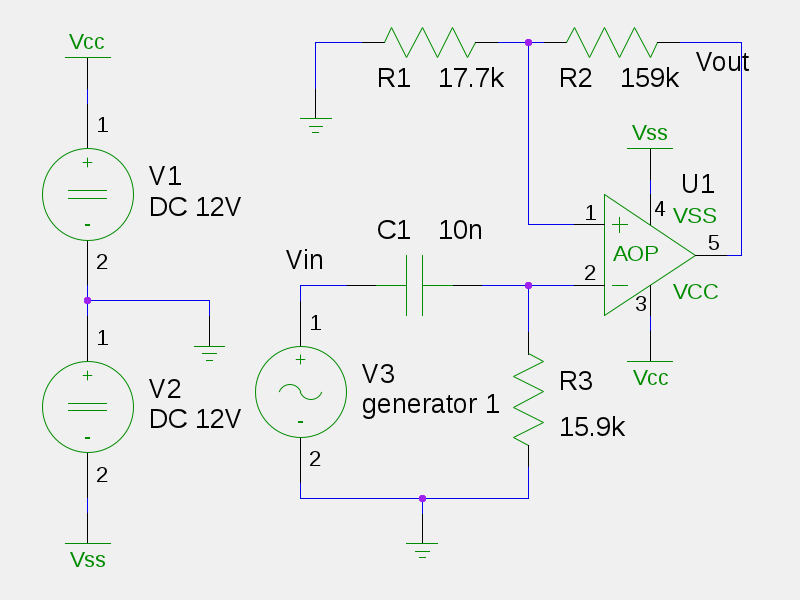 Vcc
1
+
V1
DC 12V
-
2
1
+
V2
DC 12V
-
2
Vss
R1 17.7k
R2 159k
Vout
Vss
U1
4 VSS
1 +
AOP
5
2 −
VCC
3
Vcc
C1 10n
Vin
1
+
V3
generator 1
-
2
R3
15.9k